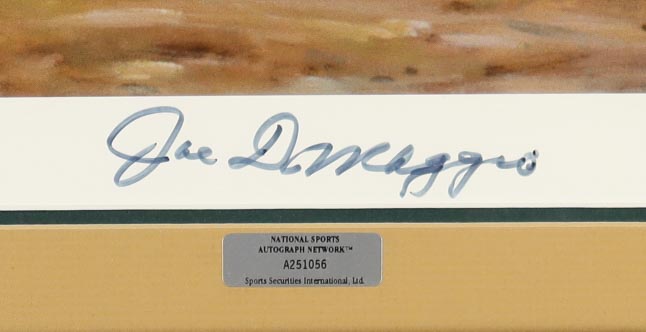 Joe DiMaggio
NATIONAL SPORTS
AUTOGRAPH NETWORK™
A251056
Sports Securities International, Ltd.